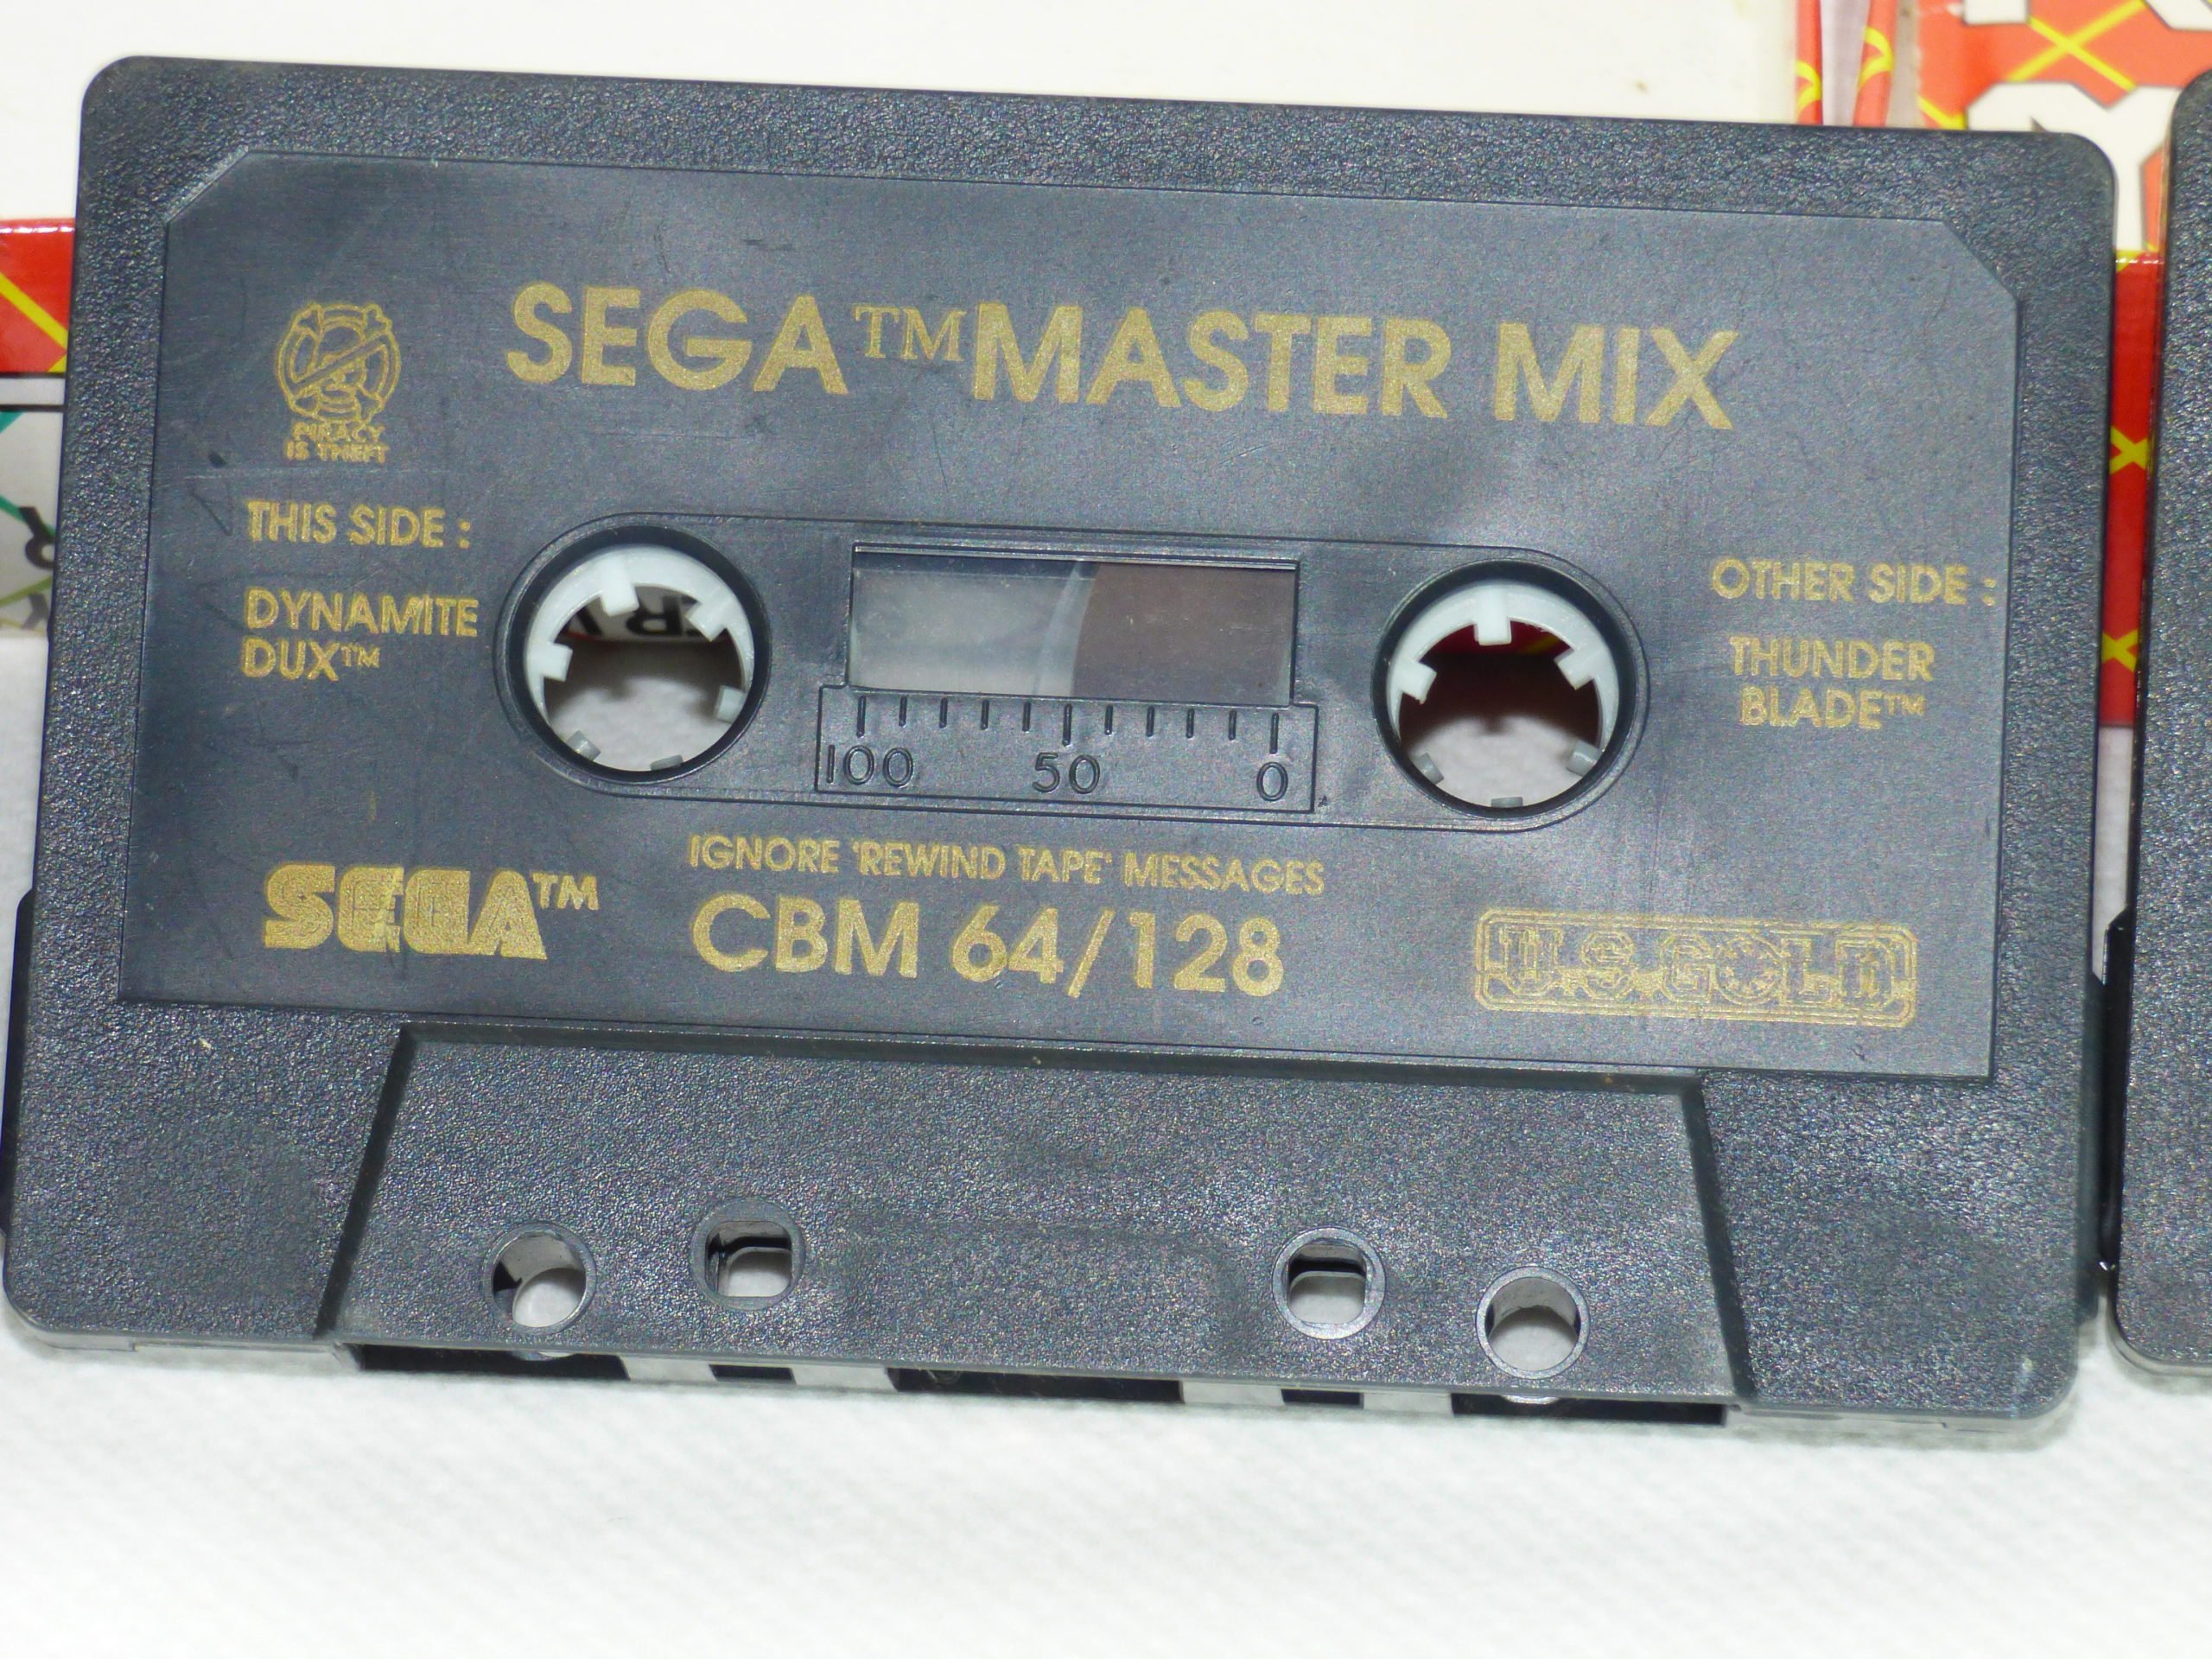 SEGA™ MASTER MIX
PIRACY
IS THEFT
THIS SIDE :
DYNAMITE
DUX™
OTHER SIDE :
THUNDER
BLADE™
100 50 0
IGNORE 'REWIND TAPE' MESSAGES
SEGA™
CBM 64/128
U.S. GOLD